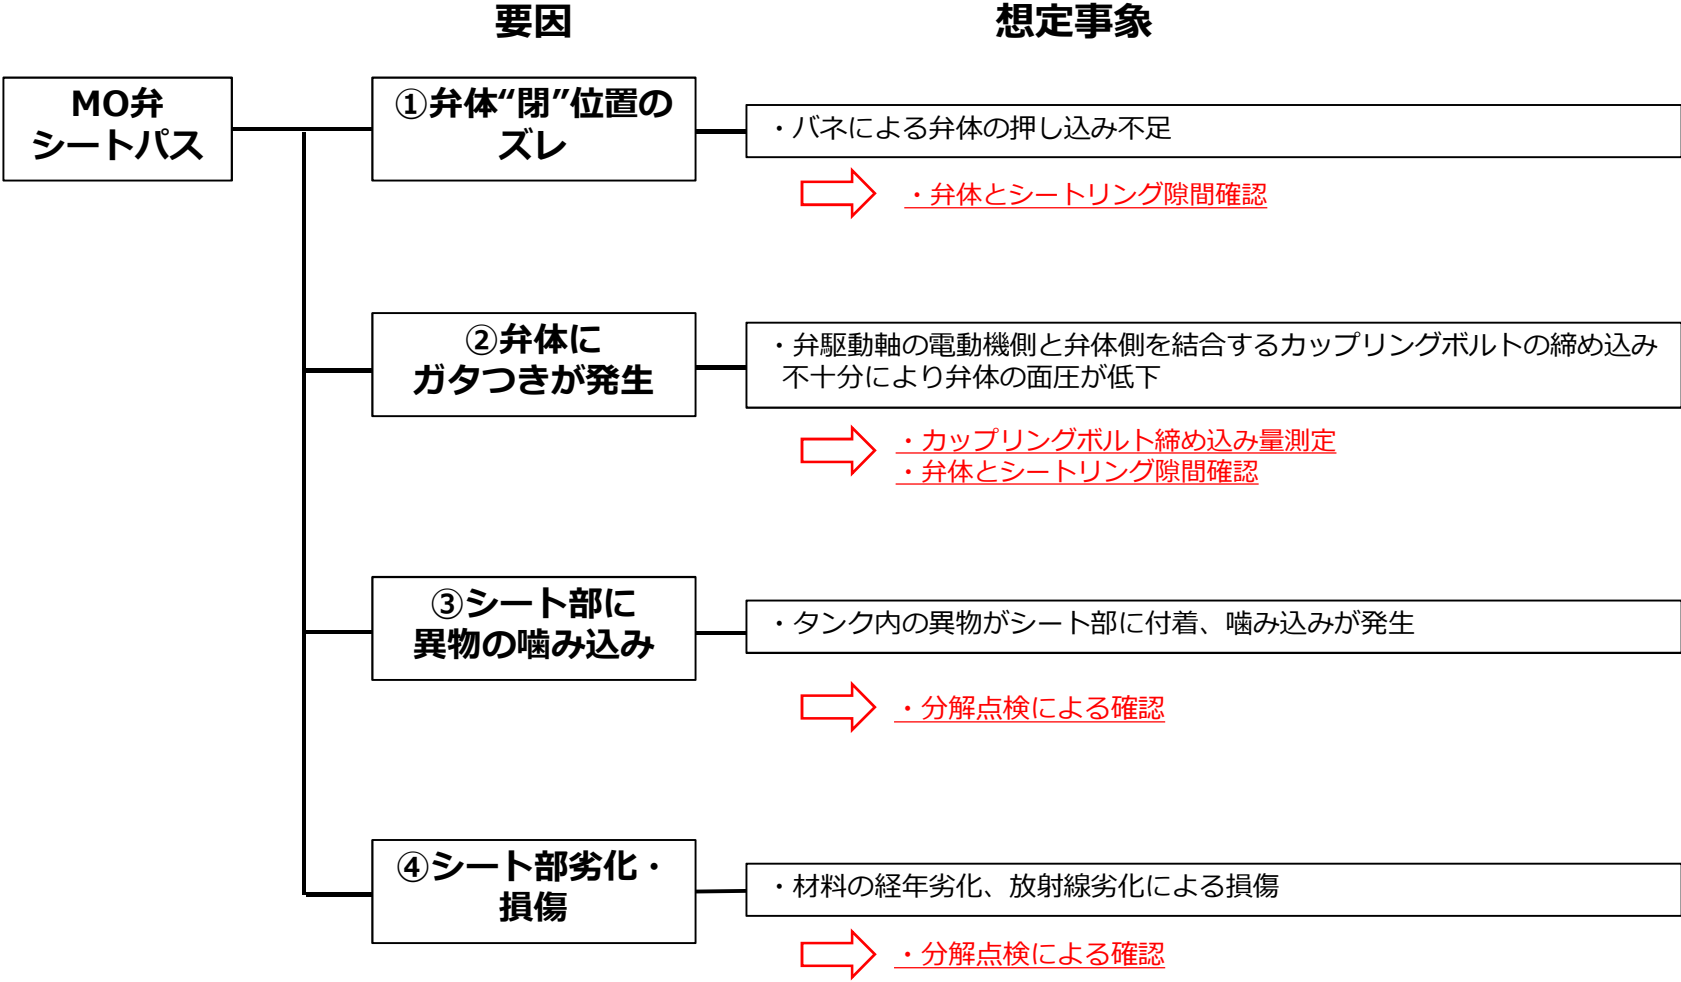 要因
想定事象
MO弁
シートパス
①弁体“閉”位置の
ズレ
・バネによる弁体の押し込み不足
・弁体とシートリング隙間確認
②弁体に
ガタつきが発生
・弁駆動軸の電動機側と弁体側を結合するカップリングボルトの締め込み
不十分により弁体の面圧が低下
・カップリングボルト締め込み量測定
・弁体とシートリング隙間確認
③シート部に
異物の噛み込み
・タンク内の異物がシート部に付着、噛み込みが発生
・分解点検による確認
④シート部劣化・
損傷
・材料の経年劣化、放射線劣化による損傷
・分解点検による確認